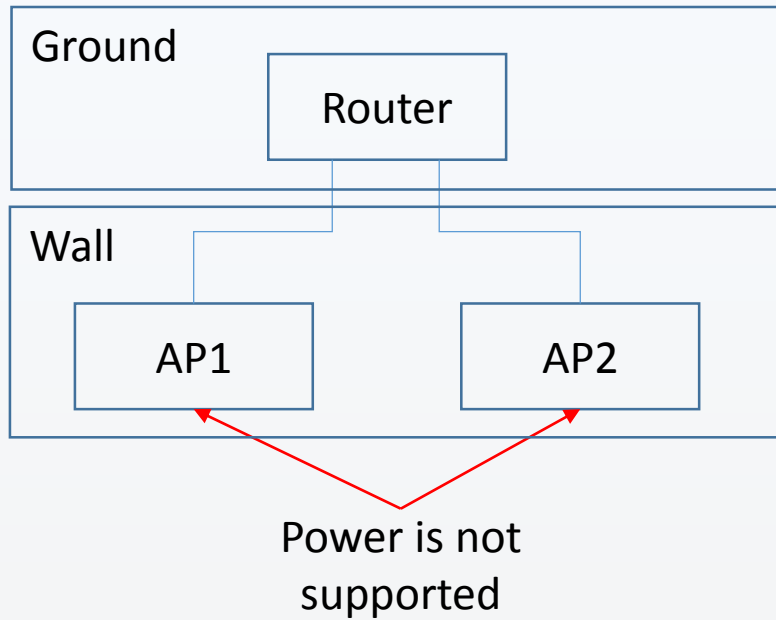 Ground
Router
Wall
AP1
AP2
Power is not
supported